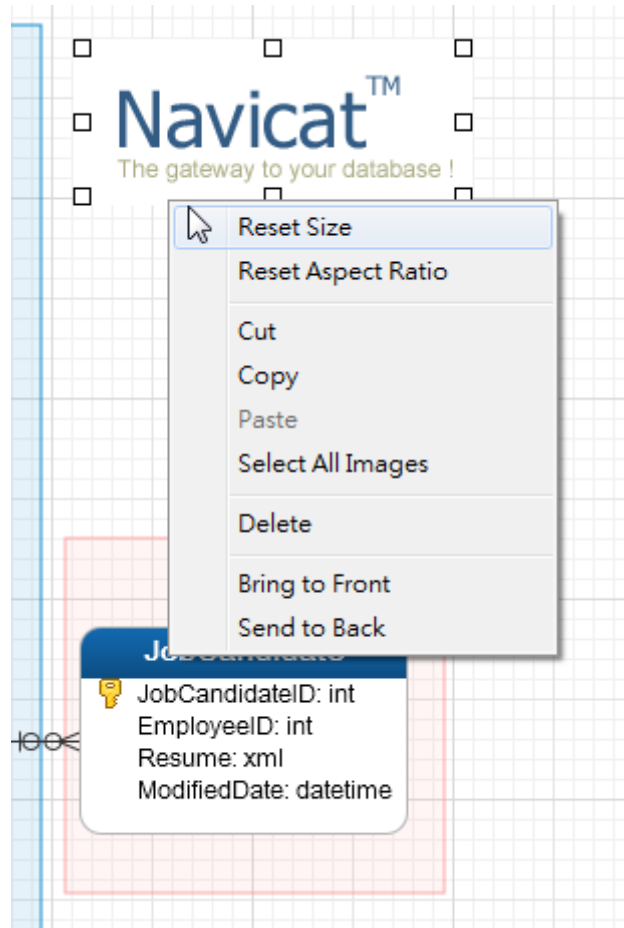 Navicat™
The gateway to your database !
Reset Size
Reset Aspect Ratio
Cut
Copy
Paste
Select All Images
Delete
Bring to Front
Send to Back
JobCandidate
JobCandidateID: int
EmployeeID: int
Resume: xml
ModifiedDate: datetime